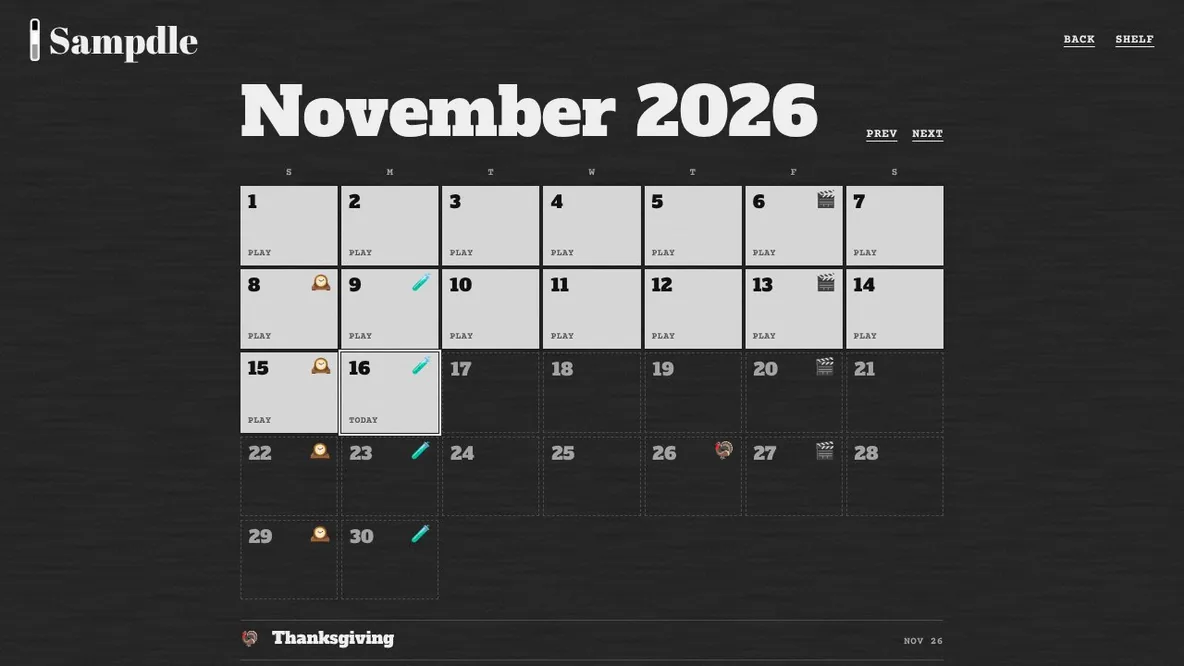 Sampdle
BACK SHELF
November 2026
PREV NEXT
S M T W T F S
1 2 3 4 5 6 7
PLAY PLAY PLAY PLAY PLAY PLAY PLAY
8 9 10 11 12 13 14
PLAY PLAY PLAY PLAY PLAY PLAY PLAY
15 16 17 18 19 20 21
PLAY TODAY
22 23 24 25 26 27 28
29 30
Thanksgiving NOV 26